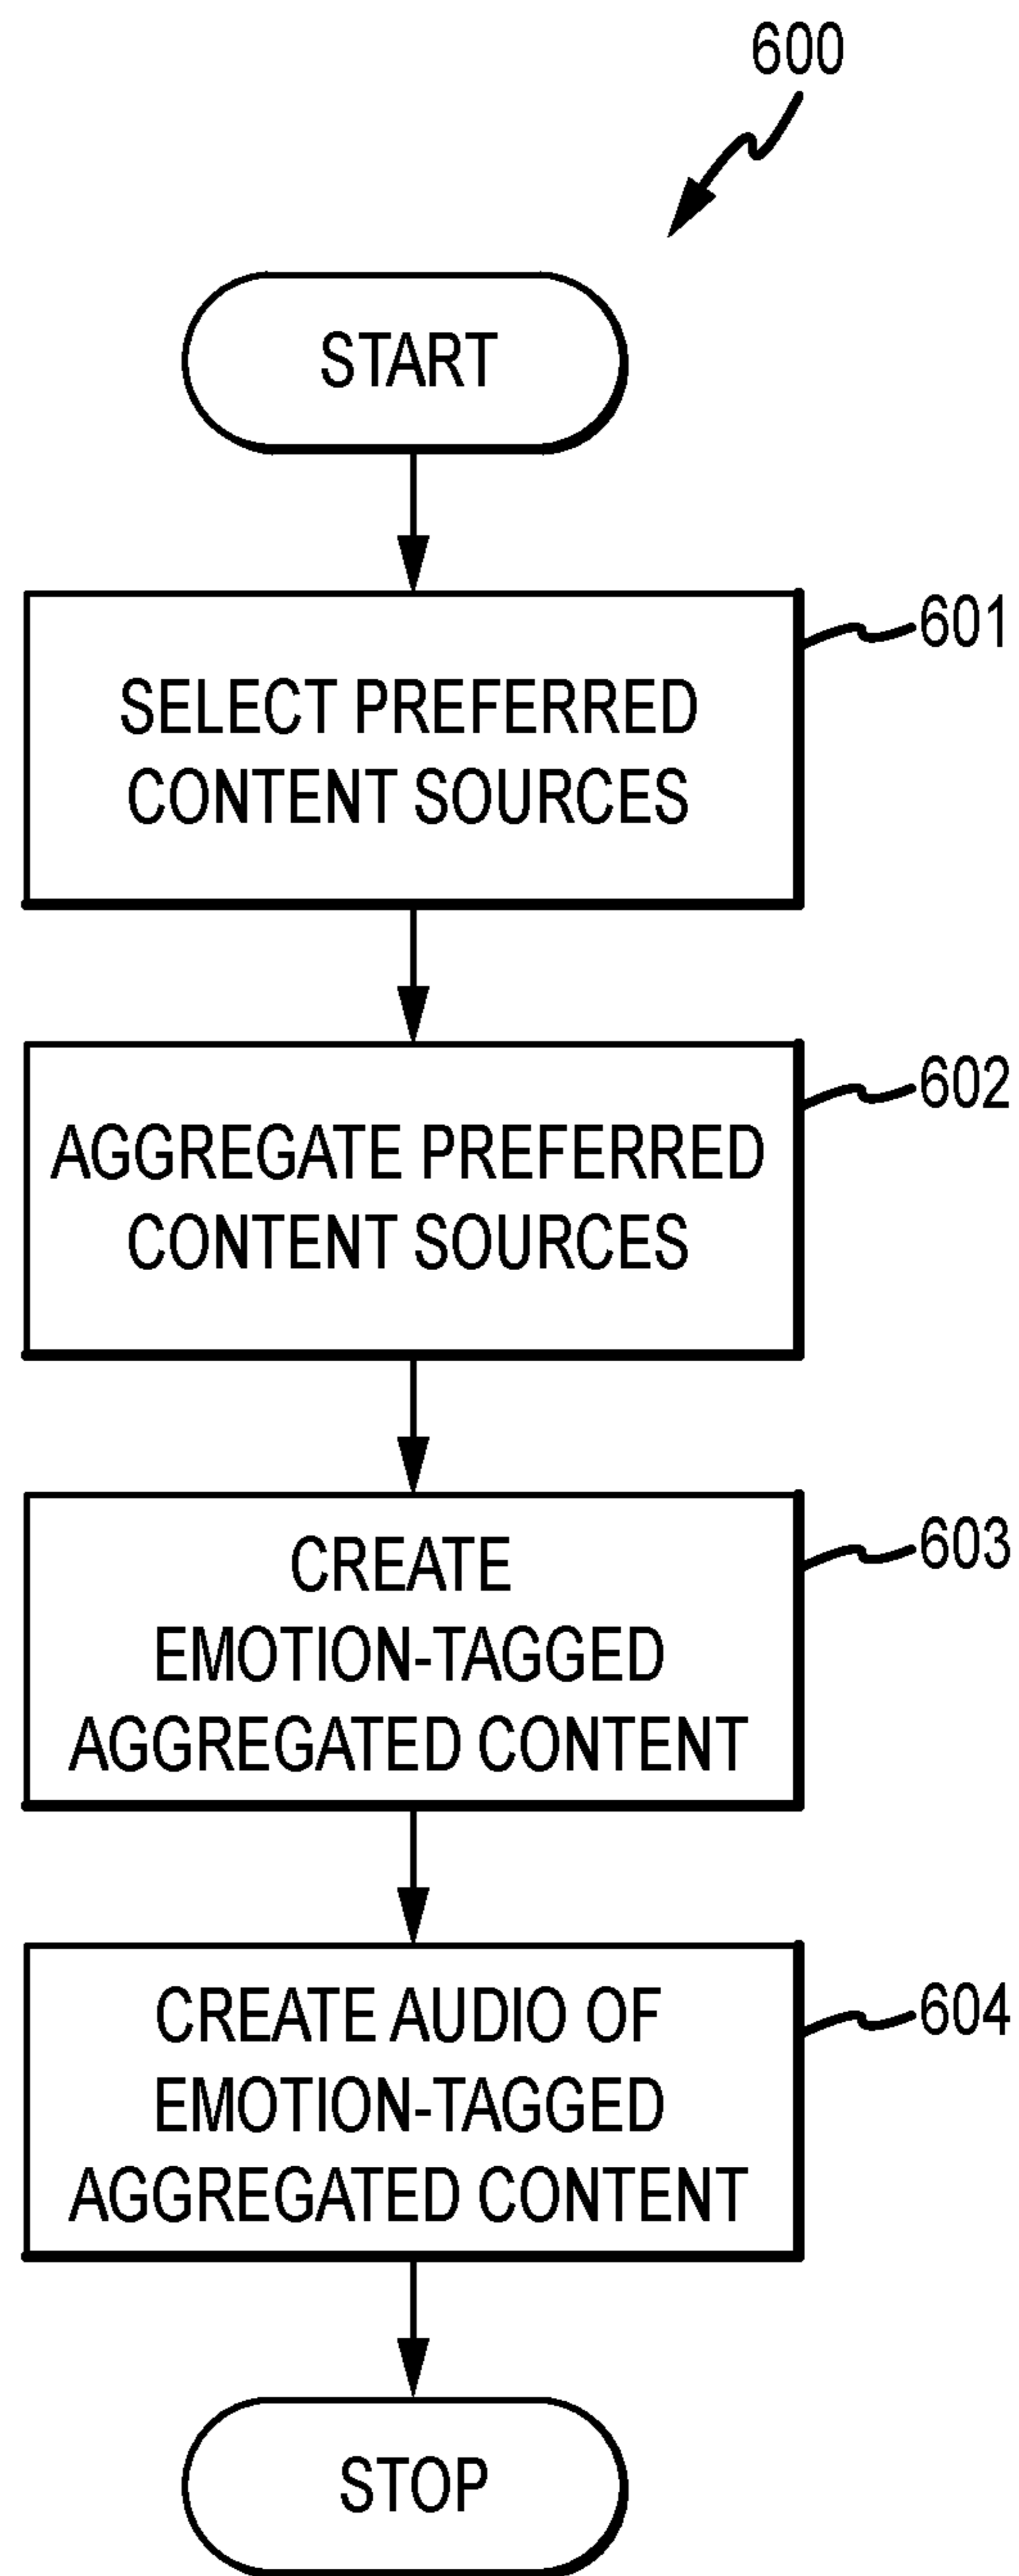 600
START
601
SELECT PREFERRED
CONTENT SOURCES
602
AGGREGATE PREFERRED
CONTENT SOURCES
603
CREATE
EMOTION-TAGGED
AGGREGATED CONTENT
604
CREATE AUDIO OF
EMOTION-TAGGED
AGGREGATED CONTENT
STOP